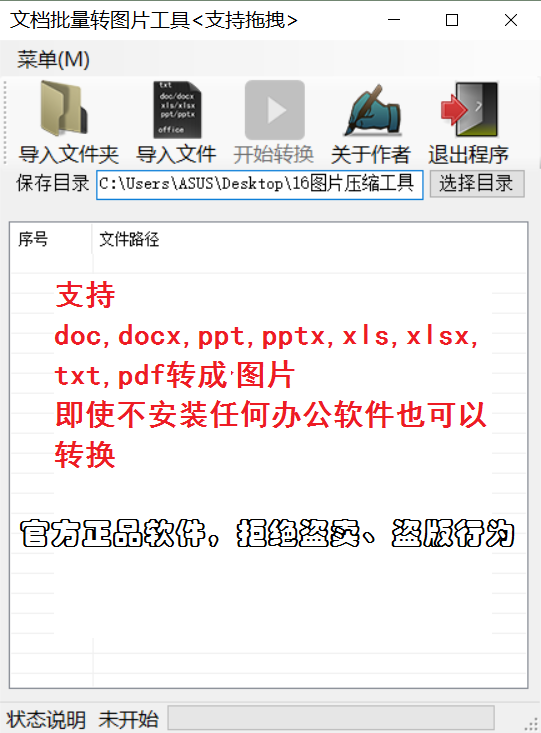 文档批量转图片工具<支持拖拽>
菜单(M)
txt
doc/docx
xls/xlsx
ppt/pptx
office
导入文件夹 导入文件 开始转换 关于作者 退出程序
保存目录 C:\Users\ASUS\Desktop\16图片压缩工具 选择目录
序号 文件路径
支持
doc,docx,ppt,pptx,xls,xlsx,
txt,pdf转成图片
即使不安装任何办公软件也可以
转换
官方正品软件，拒绝盗卖、盗版行为
状态说明 未开始